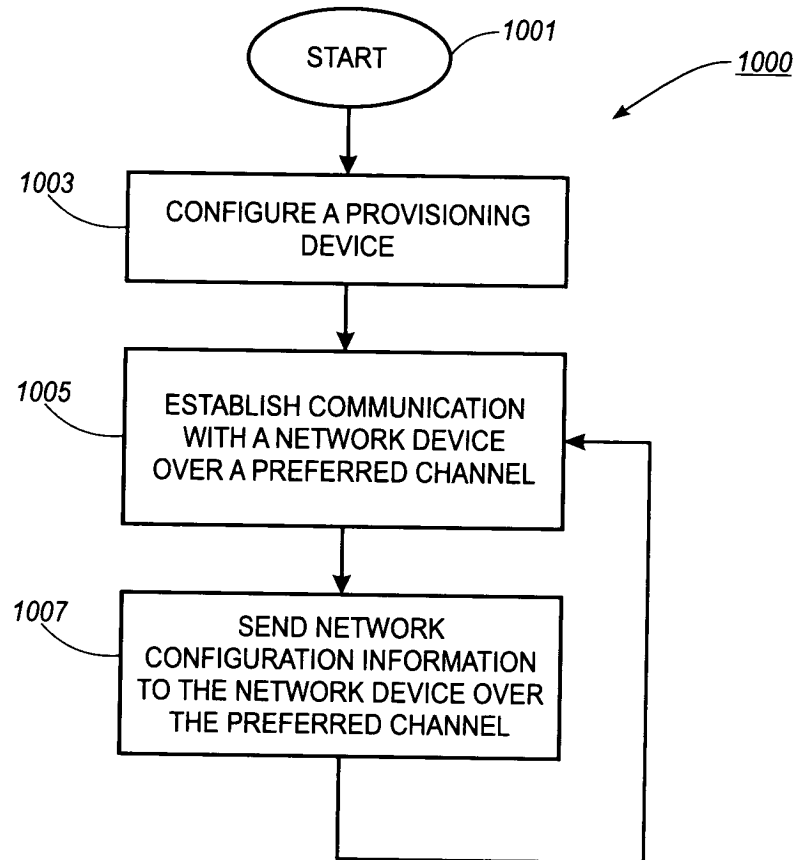 START
1001
1000
1003
CONFIGURE A PROVISIONING
DEVICE
1005
ESTABLISH COMMUNICATION
WITH A NETWORK DEVICE
OVER A PREFERRED CHANNEL
1007
SEND NETWORK
CONFIGURATION INFORMATION
TO THE NETWORK DEVICE OVER
THE PREFERRED CHANNEL